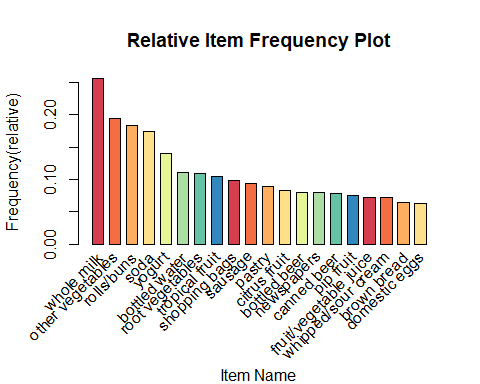 Relative Item Frequency Plot
Frequency(relative)
0.20
0.10
0.00
whole milk
other vegetables
rolls/buns
soda
yogurt
bottled water
root vegetables
tropical fruit
shopping bags
sausage
pastry
citrus fruit
bottled beer
newspapers
canned beer
pip fruit
fruit/vegetable juice
whipped/sour cream
brown bread
domestic eggs
Item Name